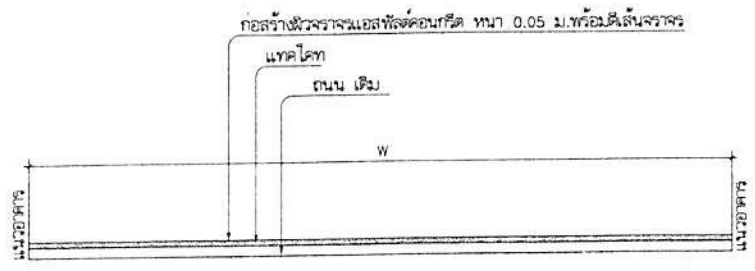 ก่อสร้างผิวจราจรแอสฟัลต์คอนกรีต หนา 0.05 ม.พร้อมตีเส้นจราจร
แทคโคท
ถนน เดิม
W
แนวอาคาร
แนวอาคาร